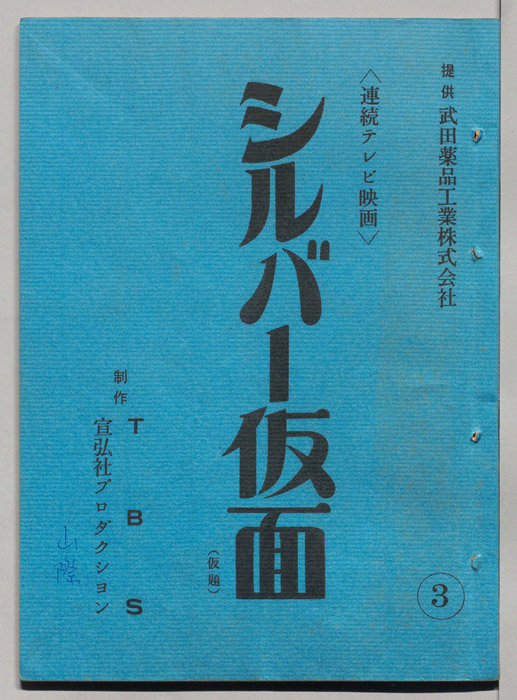 提供 武田薬品工業株式会社
〈連続テレビ映画〉
シルバー仮面
(仮題)
制作 TBS
宣弘社プロダクション
山際
3